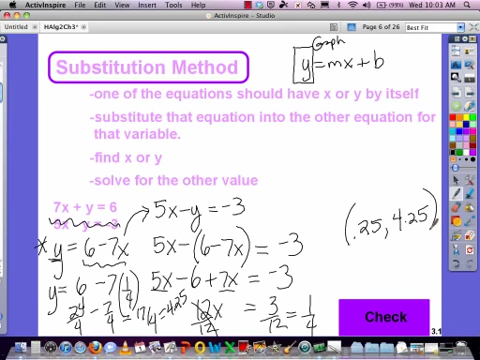 ActivInspire File Edit View Insert Tools Help (99%) Wed 10:03 AM
ActivInspire - Studio
Untitled HAlg2Ch3* Page 6 of 26 Best Fit
Graph
y = mx + b
Substitution Method
-one of the equations should have x or y by itself
-substitute that equation into the other equation for
that variable.
-find x or y
-solve for the other value
7x + y = 6
5x - y = -3
5x - y = -3
(.25, 4.25)
* y = 6 - 7x 5x - (6 - 7x) = -3
y = 6 - 7(1/4) 5x - 6 + 7x = -3
24/4 - 7/4 = 17/4 = 4.25 12x/12 = 3/12 = 1/4
Check
3.1